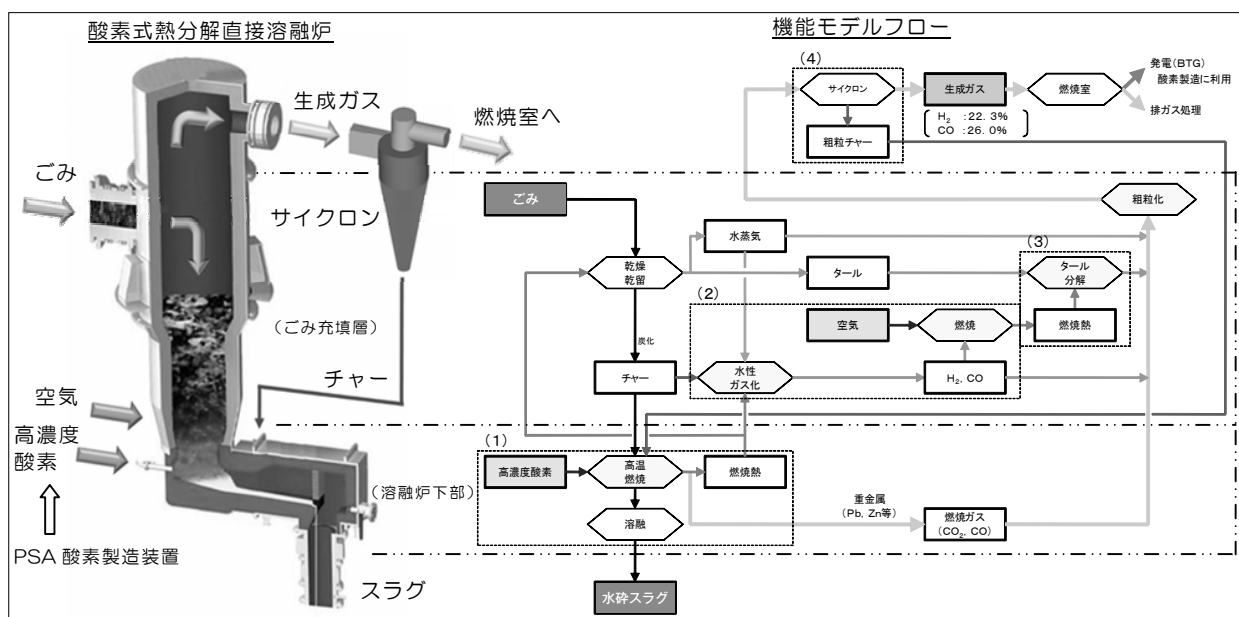 酸素式熱分解直接溶融炉
生成ガス
燃焼室へ
ごみ
サイクロン
(ごみ充填層)
チャー
空気
高濃度
酸素
(溶融炉下部)
PSA 酸素製造装置
スラグ
機能モデルフロー
(4)
サイクロン
生成ガス
燃焼室
発電(BTG)
酸素製造に利用
排ガス処理
H₂ :22.3%
CO :26.0%
粗粒チャー
ごみ
粗粒化
水蒸気
(3)
乾燥
乾留
タール
タール
分解
(2)
空気
燃焼
燃焼熱
炭化
チャー
水性
ガス化
H₂, CO
(1)
高濃度酸素
高温
燃焼
燃焼熱
重金属
(Pb, Zn等)
燃焼ガス
(CO₂, CO)
溶融
水砕スラグ